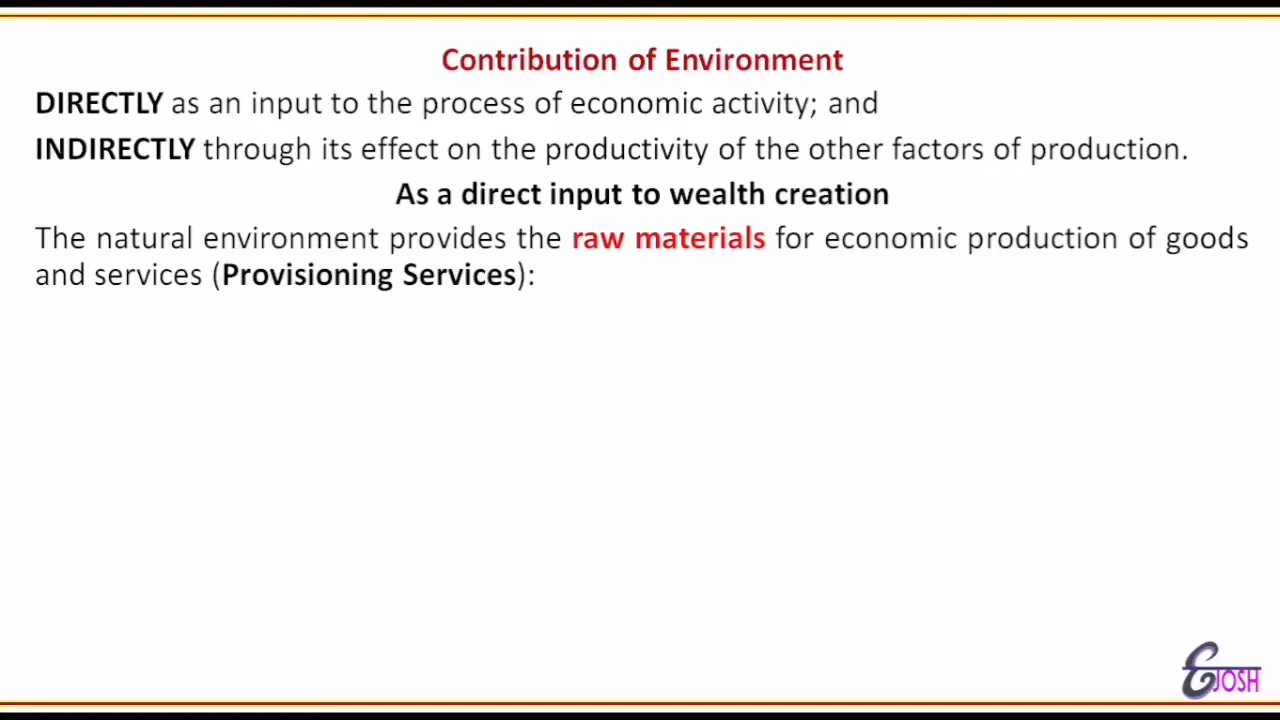 Contribution of Environment
DIRECTLY as an input to the process of economic activity; and
INDIRECTLY through its effect on the productivity of the other factors of production.
As a direct input to wealth creation
The natural environment provides the raw materials for economic production of goods
and services (Provisioning Services):
EJOSH